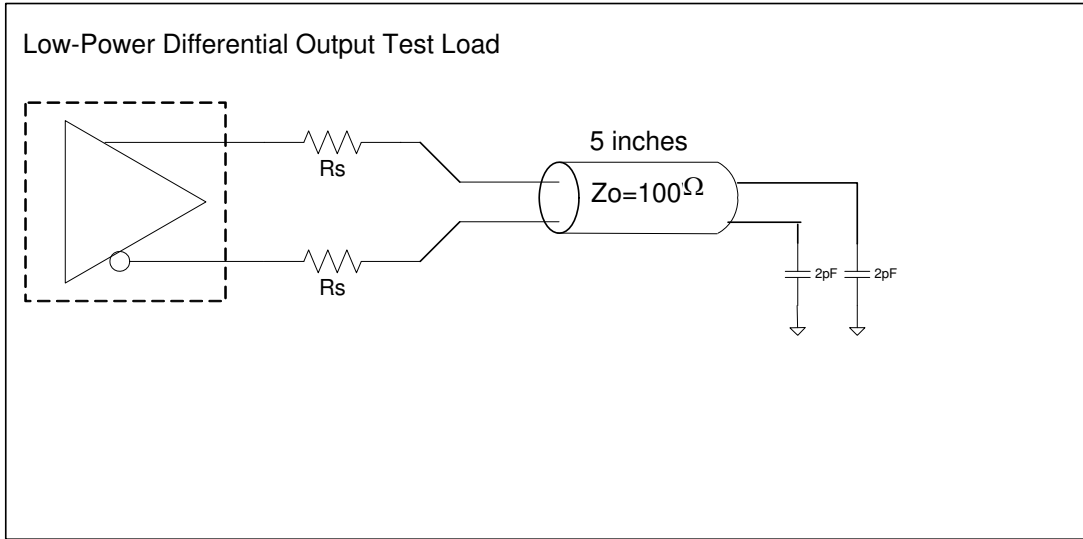 Low-Power Differential Output Test Load
Rs
5 inches
Zo=100Ω
Rs
2pF
2pF